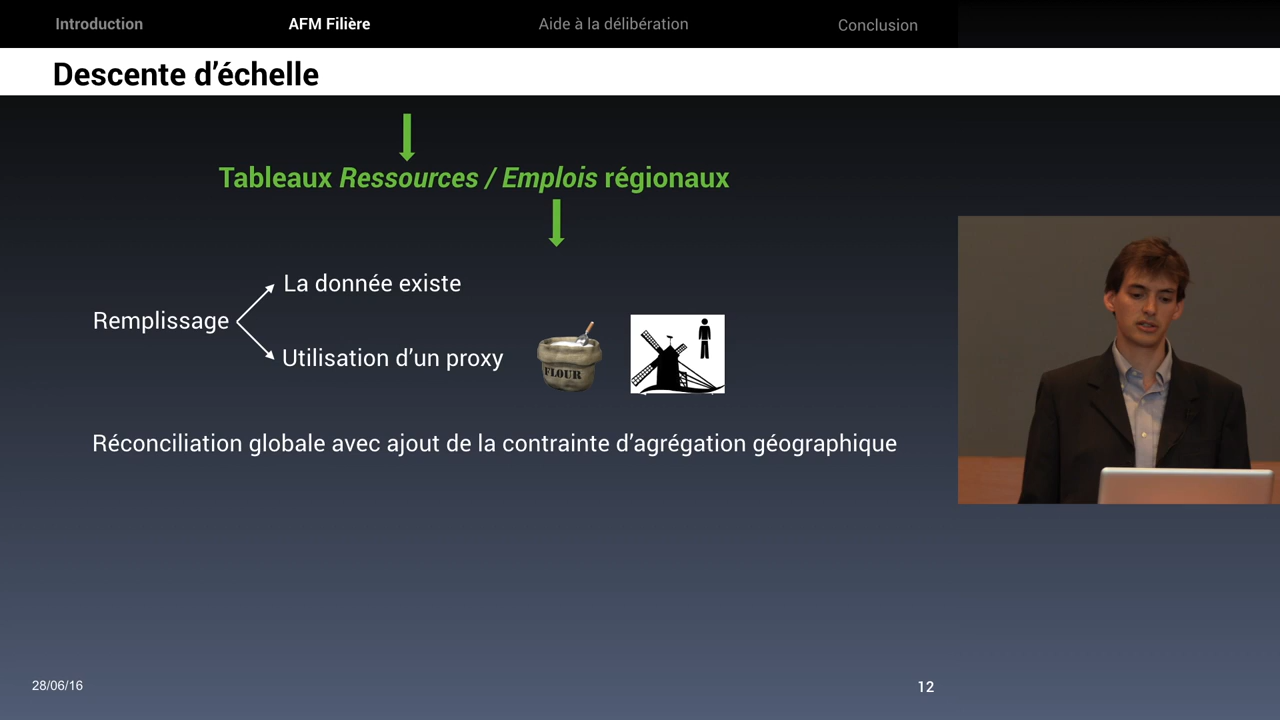 Introduction
AFM Filière
Aide à la délibération
Conclusion
Descente d'échelle
Tableaux Ressources / Emplois régionaux
La donnée existe
Remplissage
Utilisation d'un proxy
FLOUR
Réconciliation globale avec ajout de la contrainte d'agrégation géographique
28/06/16
12